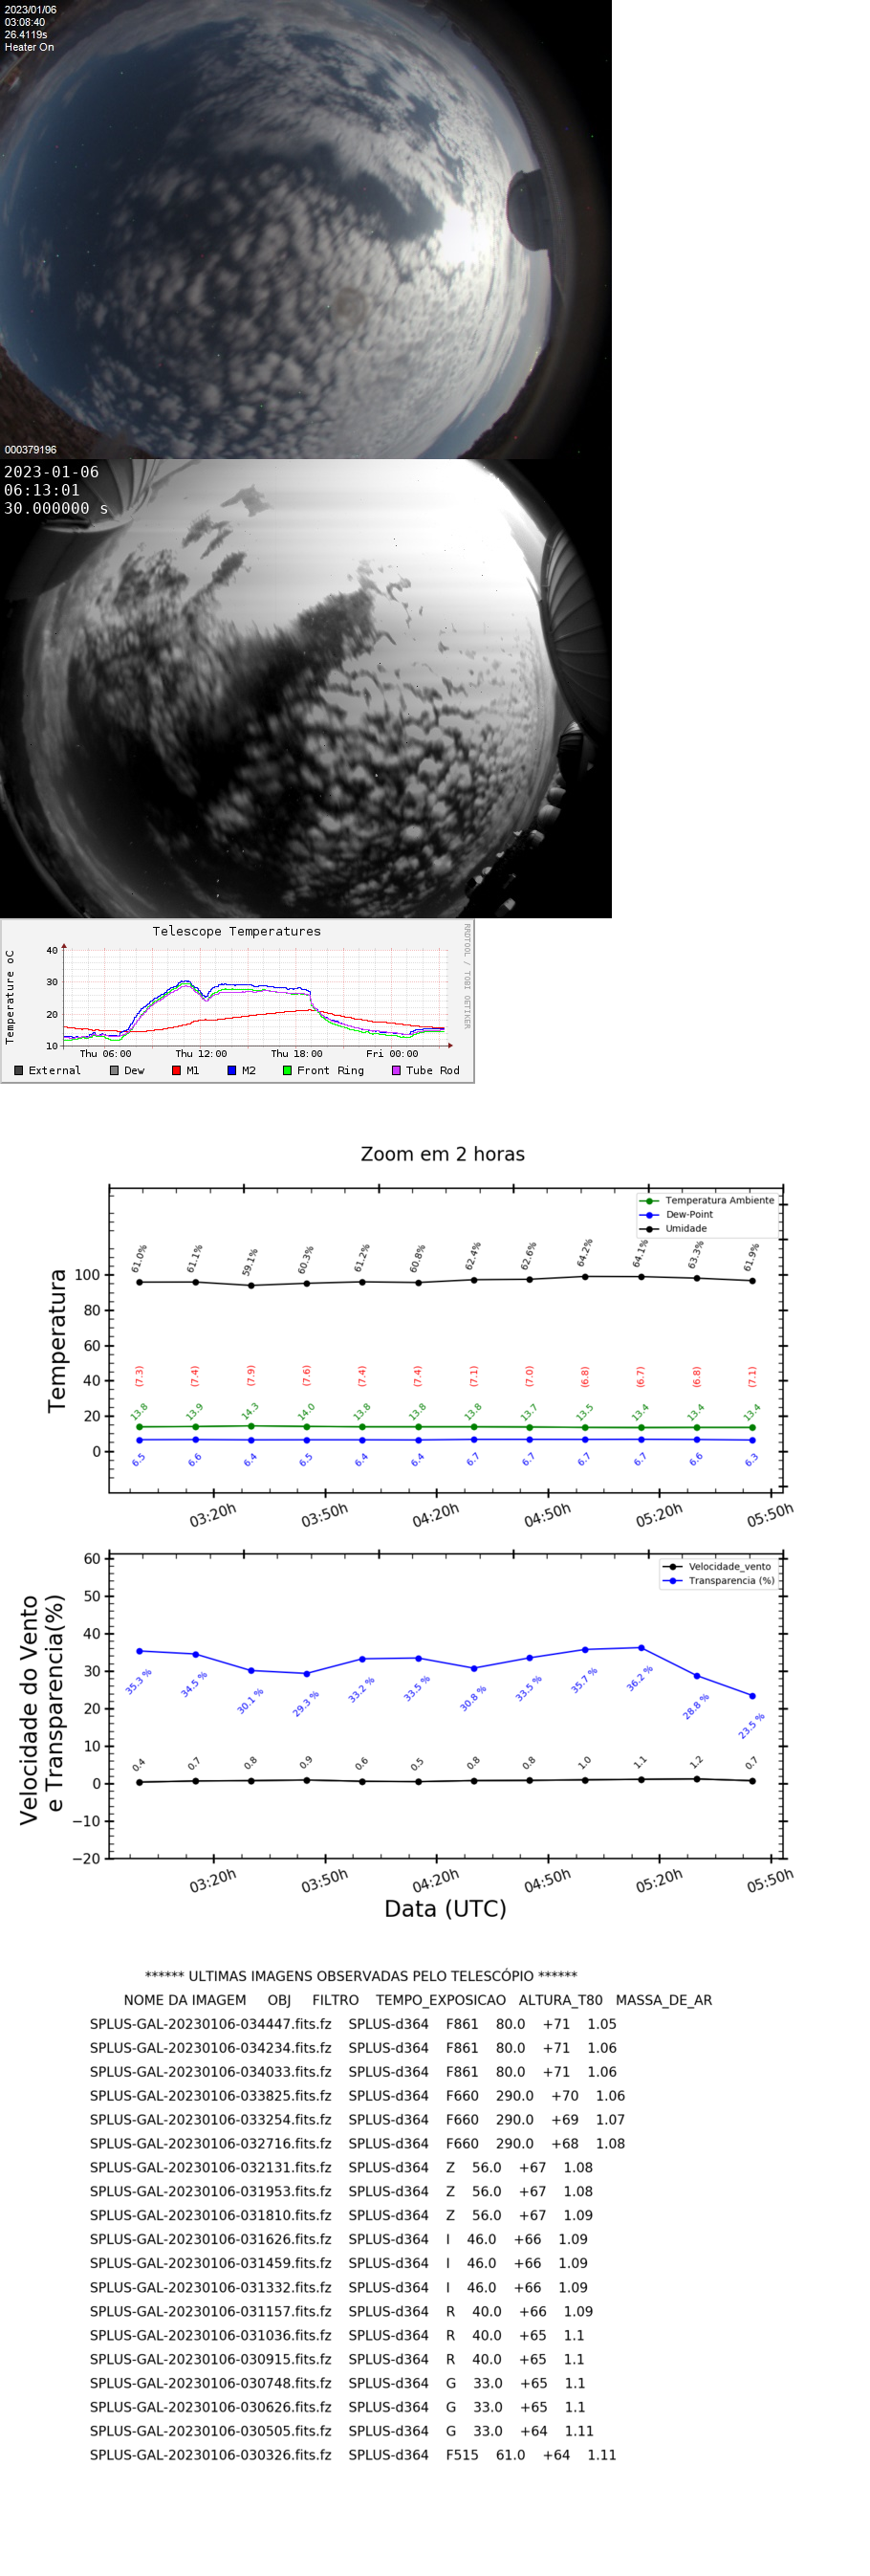 2023/01/06
03:08:40
26.4119s
Heater On
000379196
2023-01-06
06:13:01
30.000000 s
Telescope Temperatures
RRDTOOL / TOBI OETIKER
Temperature oC
40
30
20
10
Thu 06:00 Thu 12:00 Thu 18:00 Fri 00:00
External Dew M1 M2 Front Ring Tube Rod
Zoom em 2 horas
Temperatura Ambiente
Dew-Point
Umidade
61.0% 61.1% 59.1% 60.3% 61.2% 60.8% 62.4% 62.6% 64.2% 64.1% 63.3% 61.9%
Temperatura
100
80
60
40
20
0
(7.3) (7.4) (7.9) (7.6) (7.4) (7.4) (7.1) (7.0) (6.8) (6.7) (6.8) (7.1)
13.8 13.9 14.3 14.0 13.8 13.8 13.8 13.7 13.5 13.4 13.4 13.4
6.5 6.6 6.4 6.5 6.4 6.4 6.7 6.7 6.7 6.7 6.6 6.3
03:20h 03:50h 04:20h 04:50h 05:20h 05:50h
Velocidade do Vento
e Transparencia(%)
Velocidade_vento
Transparencia (%)
60
50
40
30
20
10
0
−10
−20
35.3 % 34.5 % 30.1 % 29.3 % 33.2 % 33.5 % 30.8 % 33.5 % 35.7 % 36.2 % 28.8 % 23.5 %
0.4 0.7 0.8 0.9 0.6 0.5 0.8 0.8 1.0 1.1 1.2 0.7
03:20h 03:50h 04:20h 04:50h 05:20h 05:50h
Data (UTC)
****** ULTIMAS IMAGENS OBSERVADAS PELO TELESCÓPIO ******
NOME DA IMAGEM OBJ FILTRO TEMPO_EXPOSICAO ALTURA_T80 MASSA_DE_AR
SPLUS-GAL-20230106-034447.fits.fz SPLUS-d364 F861 80.0 +71 1.05
SPLUS-GAL-20230106-034234.fits.fz SPLUS-d364 F861 80.0 +71 1.06
SPLUS-GAL-20230106-034033.fits.fz SPLUS-d364 F861 80.0 +71 1.06
SPLUS-GAL-20230106-033825.fits.fz SPLUS-d364 F660 290.0 +70 1.06
SPLUS-GAL-20230106-033254.fits.fz SPLUS-d364 F660 290.0 +69 1.07
SPLUS-GAL-20230106-032716.fits.fz SPLUS-d364 F660 290.0 +68 1.08
SPLUS-GAL-20230106-032131.fits.fz SPLUS-d364 Z 56.0 +67 1.08
SPLUS-GAL-20230106-031953.fits.fz SPLUS-d364 Z 56.0 +67 1.08
SPLUS-GAL-20230106-031810.fits.fz SPLUS-d364 Z 56.0 +67 1.09
SPLUS-GAL-20230106-031626.fits.fz SPLUS-d364 I 46.0 +66 1.09
SPLUS-GAL-20230106-031459.fits.fz SPLUS-d364 I 46.0 +66 1.09
SPLUS-GAL-20230106-031332.fits.fz SPLUS-d364 I 46.0 +66 1.09
SPLUS-GAL-20230106-031157.fits.fz SPLUS-d364 R 40.0 +66 1.09
SPLUS-GAL-20230106-031036.fits.fz SPLUS-d364 R 40.0 +65 1.1
SPLUS-GAL-20230106-030915.fits.fz SPLUS-d364 R 40.0 +65 1.1
SPLUS-GAL-20230106-030748.fits.fz SPLUS-d364 G 33.0 +65 1.1
SPLUS-GAL-20230106-030626.fits.fz SPLUS-d364 G 33.0 +65 1.1
SPLUS-GAL-20230106-030505.fits.fz SPLUS-d364 G 33.0 +64 1.11
SPLUS-GAL-20230106-030326.fits.fz SPLUS-d364 F515 61.0 +64 1.11